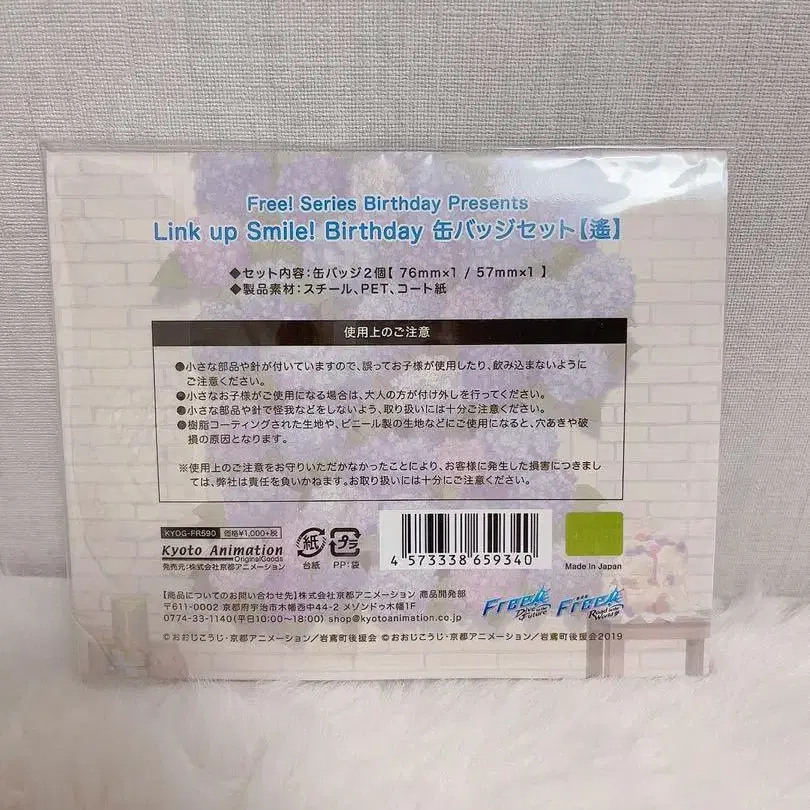 Free! Series Birthday Presents
Link up Smile! Birthday 缶バッジセット【遙】
◆セット内容:缶バッジ2個【 76mm×1 / 57mm×1 】
◆製品素材:スチール、PET、コート紙
使用上のご注意
●小さな部品や針が付いていますので、誤ってお子様が使用したり、飲み込まないように
ご注意ください。
●小さなお子様がご使用になる場合は、大人の方が付け外しを行ってください。
●小さな部品や針で怪我などをしないよう、取り扱いには十分ご注意ください。
●樹脂コーティングされた生地や、ビニール製の生地などにご使用になると、穴あきや破
損の原因となります。
※使用上のご注意をお守りいただかなかったことにより、お客様に発生した損害につきまし
ては、弊社は責任を負いかねます。お取り扱いには十分にご注意ください。
KYOG-FR590 価格¥1,000+税
Kyoto Animation
OriginalGoods
発売元:株式会社京都アニメーション
紙
台紙
プラ
PP:袋
4 573338 659340
Made in Japan
【商品についてのお問い合わせ先】株式会社京都アニメーション 商品開発部
〒611-0002 京都府宇治市木幡西中44-2 メゾンドゥ木幡1F
0774-33-1140(平日10:00〜18:00) shop@kyotoanimation.co.jp
Free!
Dive to the Future
Free!
Road to the World
©おおじこうじ・京都アニメーション/岩鳶町後援会 ©おおじこうじ・京都アニメーション/岩鳶町後援会2019